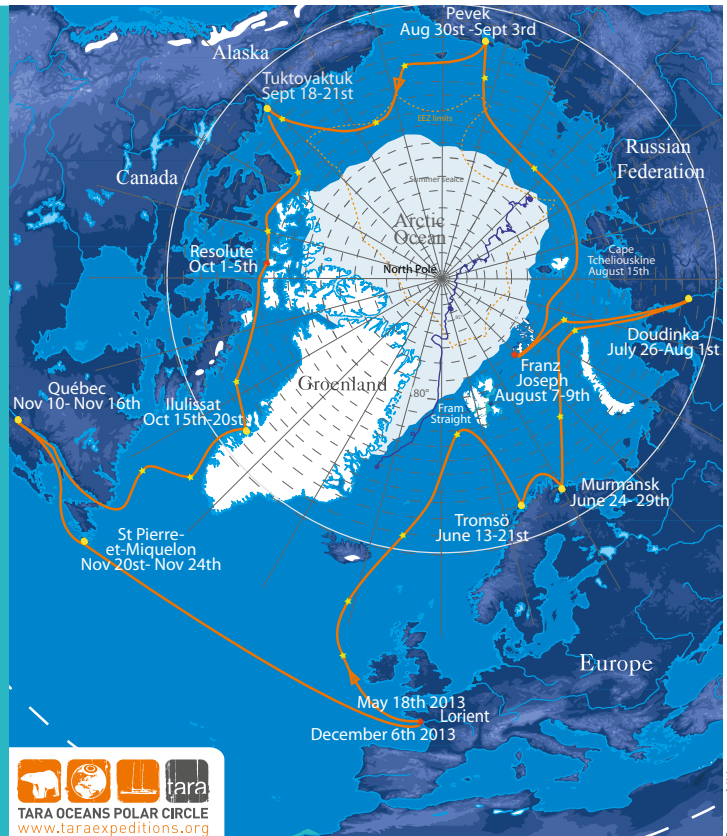 Pevek
Aug 30st -Sept 3rd
Alaska
Tuktoyaktuk
Sept 18-21st
EEZ limits
Russian
Federation
Canada
Summer seaice
Arctic
Ocean
Resolute
Oct 1-5th
North Pole
Cape
Tcheliouskine
August 15th
Doudinka
July 26-Aug 1st
Franz
Joseph
August 7-9th
Groenland
80°
Québec
Nov 10- Nov 16th
Ilulissat
Oct 15th-20st
Fram
Straight
Murmansk
June 24- 29th
Tromsö
June 13-21st
St Pierre-
et-Miquelon
Nov 20st- Nov 24th
Europe
May 18th 2013
Lorient
December 6th 2013
tara
TARA OCEANS POLAR CIRCLE
www.taraexpeditions.org